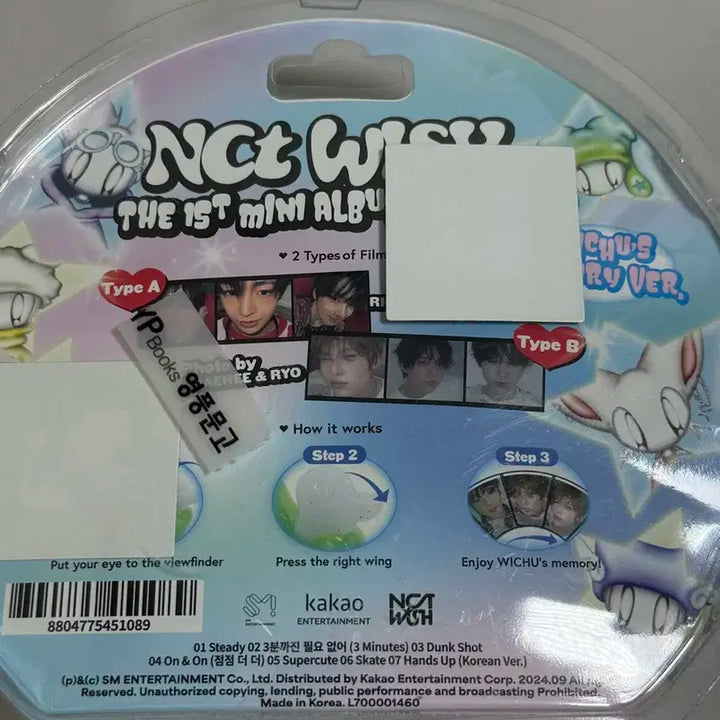 NCT WISH
THE 1ST MINI ALBU
♥ 2 Types of Film
CHU'S
RY VER.
Type A
Type B
YP Books 영풍문고
Photo by
AEHEE & RYO
♥ How it works
Step 2
Step 3
Put your eye to the viewfinder
Press the right wing
Enjoy WICHU's memory!
8804775451089
SM
ENTERTAINMENT
kakao
ENTERTAINMENT
NCT
WISH
01 Steady 02 3분까진 필요 없어 (3 Minutes) 03 Dunk Shot
04 On & On (점점 더 더) 05 Supercute 06 Skate 07 Hands Up (Korean Ver.)
(p)&(c) SM ENTERTAINMENT Co., Ltd. Distributed by Kakao Entertainment Corp. 2024.09 All
Reserved. Unauthorized copying, lending, public performance and broadcasting Prohibited.
Made in Korea. L700001460